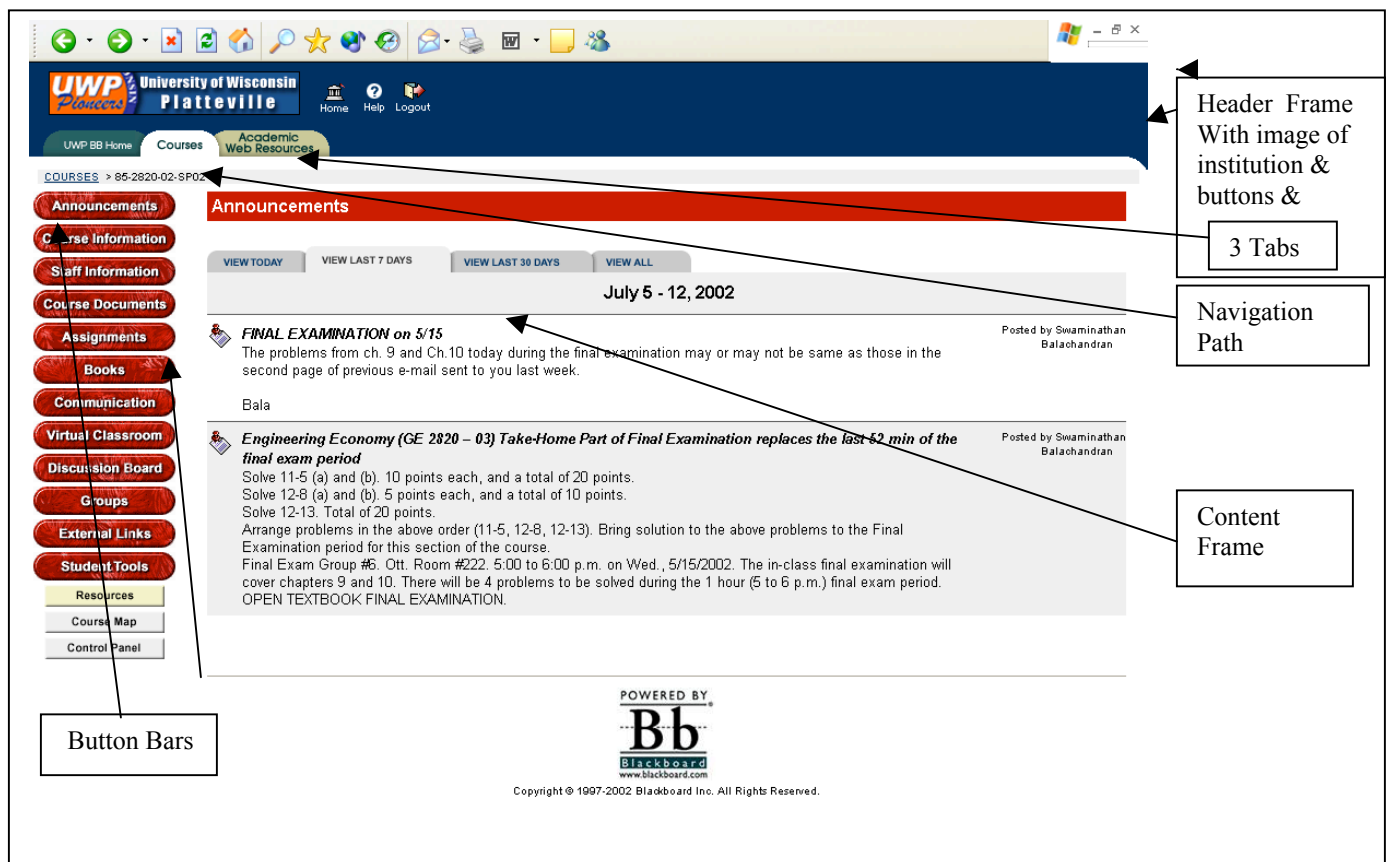 UWP
Pioneers
University of Wisconsin
Platteville
Home Help Logout
UWP BB Home
Courses
Academic
Web Resources
COURSES > 85-2820-02-SP02
Header Frame
With image of
institution &
buttons &
3 Tabs
Navigation
Path
Content
Frame
Button Bars
Announcements
Course Information
Staff Information
Course Documents
Assignments
Books
Communication
Virtual Classroom
Discussion Board
Groups
External Links
Student Tools
Resources
Course Map
Control Panel
Announcements
VIEW TODAY VIEW LAST 7 DAYS VIEW LAST 30 DAYS VIEW ALL
July 5 - 12, 2002
FINAL EXAMINATION on 5/15
The problems from ch. 9 and Ch.10 today during the final examination may or may not be same as those in the
second page of previous e-mail sent to you last week.
Bala
Posted by Swaminathan
Balachandran
Engineering Economy (GE 2820 – 03) Take-Home Part of Final Examination replaces the last 52 min of the
final exam period
Solve 11-5 (a) and (b). 10 points each, and a total of 20 points.
Solve 12-8 (a) and (b). 5 points each, and a total of 10 points.
Solve 12-13. Total of 20 points.
Arrange problems in the above order (11-5, 12-8, 12-13). Bring solution to the above problems to the Final
Examination period for this section of the course.
Final Exam Group #6. Ott. Room #222. 5:00 to 6:00 p.m. on Wed., 5/15/2002. The in-class final examination will
cover chapters 9 and 10. There will be 4 problems to be solved during the 1 hour (5 to 6 p.m.) final exam period.
OPEN TEXTBOOK FINAL EXAMINATION.
Posted by Swaminathan
Balachandran
POWERED BY
Bb
Blackboard
www.blackboard.com
Copyright © 1997-2002 Blackboard Inc. All Rights Reserved.